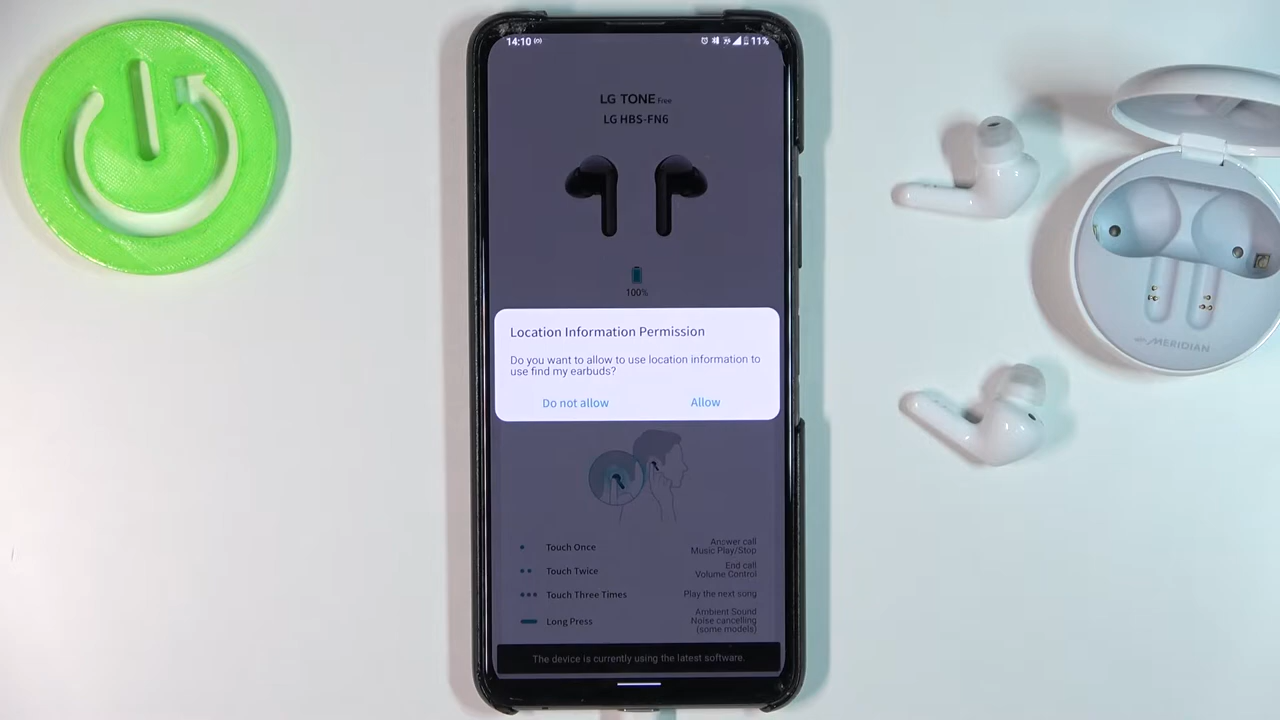 14:10
11%
LG TONE Free
LG HBS-FN6
100%
Location Information Permission
Do you want to allow to use location information to
use find my earbuds?
Do not allow
Allow
Touch Once
Answer call
Music Play/Stop
Touch Twice
End call
Volume Control
Touch Three Times
Play the next song
Long Press
Ambient Sound
Noise cancelling
(some models)
The device is currently using the latest software.
MERIDIAN